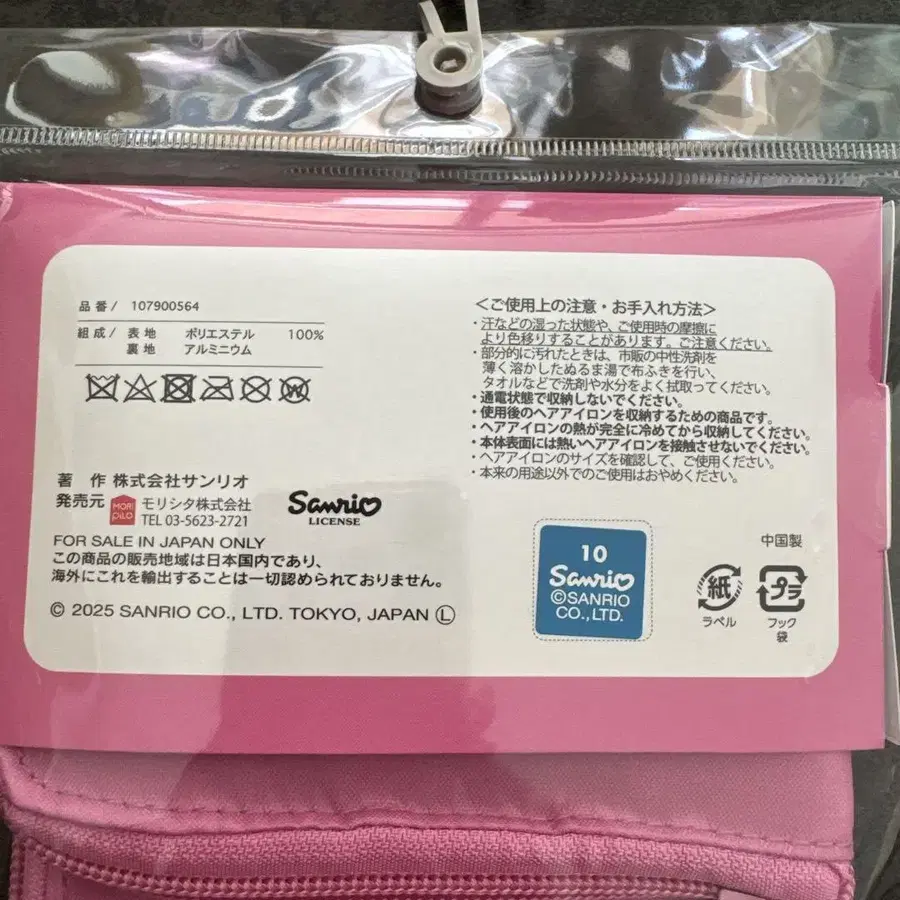 品番/ 107900564
組成/ 表地 ポリエステル 100%
裏地 アルミニウム
著 作 株式会社サンリオ
発売元 MORI PiLO モリシタ株式会社
TEL 03-5623-2721
Sanrio
LICENSE
FOR SALE IN JAPAN ONLY
この商品の販売地域は日本国内であり、
海外にこれを輸出することは一切認められておりません。
© 2025 SANRIO CO., LTD. TOKYO, JAPAN Ⓛ
＜ご使用上の注意・お手入れ方法＞
・汗などの湿った状態や、ご使用時の摩擦に
より色移りすることがあります。ご注意ください。
・部分的に汚れたときは、市販の中性洗剤を
薄く溶かしたぬるま湯で布ふきを行い、
タオルなどで洗剤や水分をよく拭取ってください。
・通電状態で収納しないでください。
・使用後のヘアアイロンを収納するための商品です。
・ヘアアイロンの熱が完全に冷めてから収納してください。
・本体表面には熱いヘアアイロンを接触させないでください。
・ヘアアイロンのサイズを確認して、ご使用ください。
・本来の用途以外でのご使用はおやめください。
10
Sanrio
©SANRIO
CO.,LTD.
中国製
紙
ラベル
プラ
フック
袋